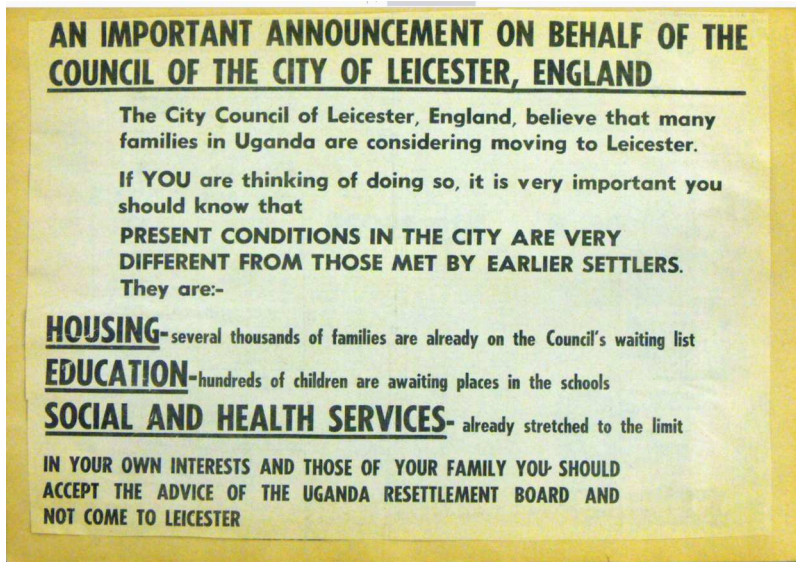 AN IMPORTANT ANNOUNCEMENT ON BEHALF OF THE
COUNCIL OF THE CITY OF LEICESTER, ENGLAND
The City Council of Leicester, England, believe that many
families in Uganda are considering moving to Leicester.
If YOU are thinking of doing so, it is very important you
should know that
PRESENT CONDITIONS IN THE CITY ARE VERY
DIFFERENT FROM THOSE MET BY EARLIER SETTLERS.
They are:-
HOUSING-several thousands of families are already on the Council's waiting list
EDUCATION-hundreds of children are awaiting places in the schools
SOCIAL AND HEALTH SERVICES- already stretched to the limit
IN YOUR OWN INTERESTS AND THOSE OF YOUR FAMILY YOU SHOULD
ACCEPT THE ADVICE OF THE UGANDA RESETTLEMENT BOARD AND
NOT COME TO LEICESTER